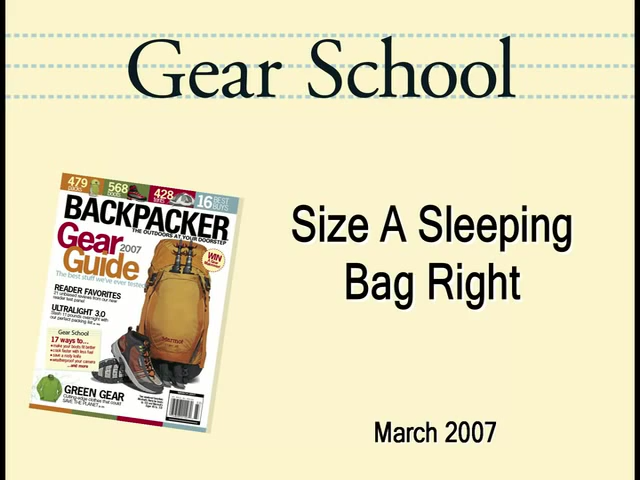 Gear School
479
568
428
16 BEST BUYS
BACKPACKER
THE OUTDOORS AT YOUR DOORSTEP
Gear 2007
Guide
WIN
The best stuff we've ever tested
READER FAVORITES
ULTRALIGHT 3.0
Gear School
17 ways to...
and more
GREEN GEAR
SAVE THE PLANET
Size A Sleeping
Bag Right
March 2007